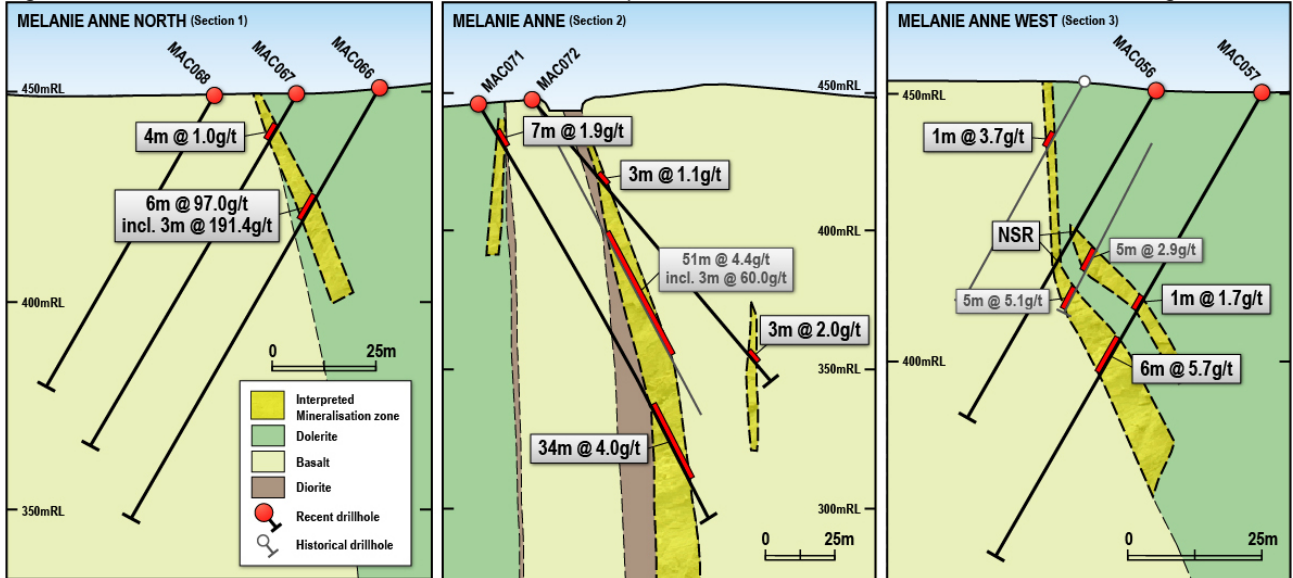 MELANIE ANNE NORTH (Section 1)
MAC068
MAC067
MAC066
450mRL
4m @ 1.0g/t
6m @ 97.0g/t
incl. 3m @ 191.4g/t
400mRL
0 25m
Interpreted
Mineralisation zone
Dolerite
Basalt
Diorite
Recent drillhole
Historical drillhole
350mRL
MELANIE ANNE (Section 2)
MAC071
MAC072
450mRL
7m @ 1.9g/t
3m @ 1.1g/t
400mRL
51m @ 4.4g/t
incl. 3m @ 60.0g/t
3m @ 2.0g/t
350mRL
34m @ 4.0g/t
300mRL
0 25m
MELANIE ANNE WEST (Section 3)
MAC056
MAC057
450mRL
1m @ 3.7g/t
NSR
5m @ 2.9g/t
5m @ 5.1g/t
1m @ 1.7g/t
400mRL
6m @ 5.7g/t
0 25m